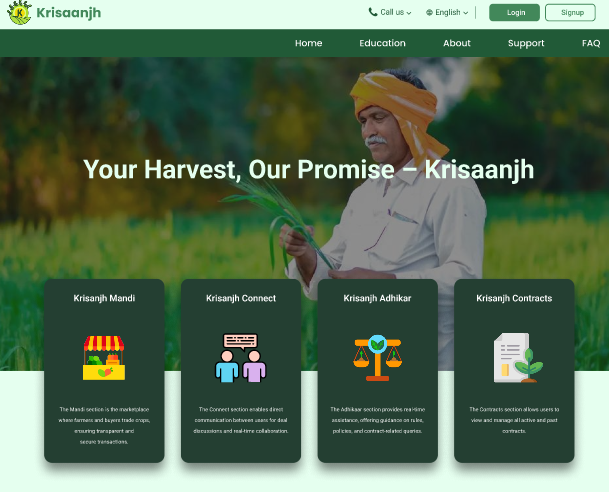 K
Krisaanjh
Call us
English
Login
Signup
Home
Education
About
Support
FAQ
Your Harvest, Our Promise – Krisaanjh
Krisanjh Mandi
The Mandi section is the marketplace
where farmers and buyers trade crops,
ensuring transparent and
secure transactions.
Krisanjh Connect
The Connect section enables direct
communication between users for deal
discussions and real-time collaboration.
Krisanjh Adhikar
The Adhikaar section provides real-time
assistance, offering guidance on rules,
policies, and contract-related queries.
Krisanjh Contracts
The Contracts section allows users to
view and manage all active and past
contracts.